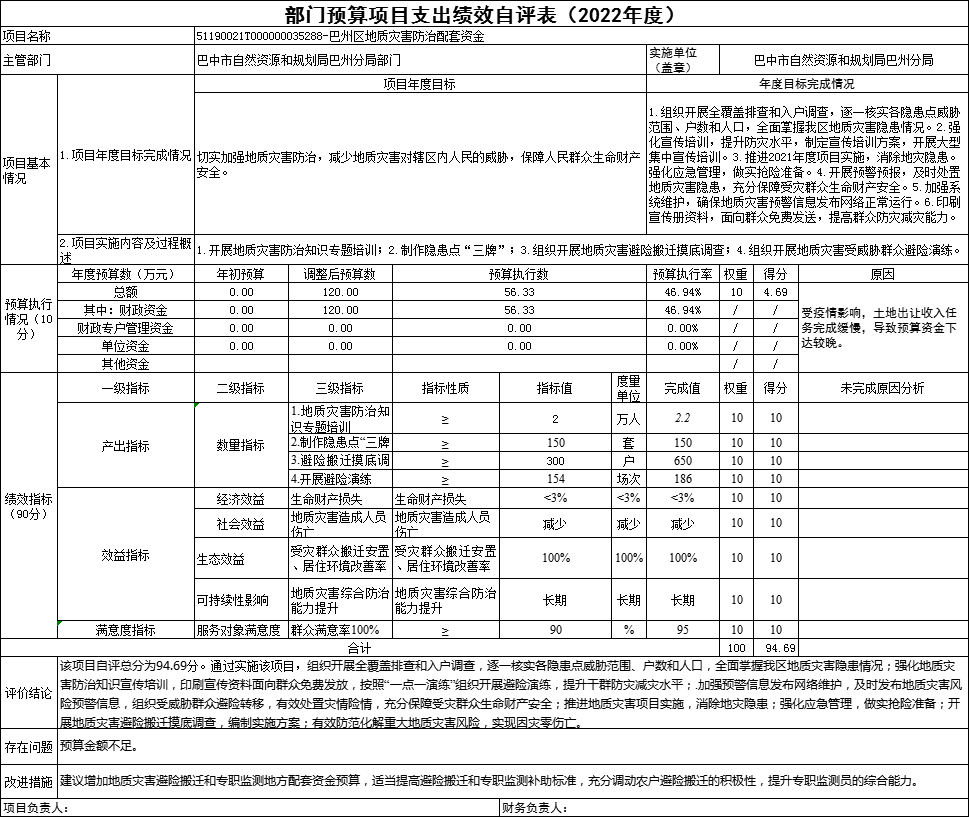 部门预算项目支出绩效自评表（2022年度）
项目名称 51190021T000000035288-巴州区地质灾害防治配套资金
主管部门 巴中市自然资源和规划局巴州分局部门 实施单位（盖章） 巴中市自然资源和规划局巴州分局
项目基本情况 项目年度目标 年度目标完成情况
1.项目年度目标完成情况
切实加强地质灾害防治，减少地质灾害对辖区内人民的威胁，保障人民群众生命财产
安全。
1.组织开展全覆盖排查和入户调查，逐一核实各隐患点威胁
范围、户数和人口，全面掌握我区地质灾害隐患情况。2.强
化宣传培训，提升防灾水平，制定宣传培训方案，开展大型
集中宣传培训。3.推进2021年度项目实施，消除地灾隐患。
强化应急管理，做实抢险准备。4.开展预警预报，及时处置
地质灾害隐患，充分保障受灾群众生命财产安全。5.加强
系统维护，确保地质灾害预警信息发布网络正常运行。6.印刷
宣传册资料，面向群众免费发送，提高群众防灾减灾能力。
2.项目实施内容及过程概述 1.开展地质灾害防治知识专题培训；2.制作隐患点“三牌”；3.组织开展地质灾害避险搬迁摸底调查；4.组织开展地质灾害受威胁群众避险演练。
预算执行情况（10分） 年度预算数（万元） 年初预算 调整后预算数 预算执行数 预算执行率 权重 得分 原因
总额 0.00 120.00 56.33 46.94% 10 4.69
其中：财政资金 0.00 120.00 56.33 46.94% / /
财政专户管理资金 0.00 0.00 0.00 0.00% / /
单位资金 0.00 0.00 0.00 0.00% / /
其他资金 / /
受疫情影响，土地出让收入任
务完成缓慢，导致预算资金下
达较晚。
绩效指标（90分） 一级指标 二级指标 三级指标 指标性质 指标值 度量单位 完成值 权重 得分 未完成原因分析
产出指标 数量指标 1.地质灾害防治知识专题培训 ≥ 2 万人 2.2 10 10
2.制作隐患点“三牌 ≥ 150 套 150 10 10
3.避险搬迁摸底调 ≥ 300 户 650 10 10
4.开展避险演练 ≥ 154 场次 186 10 10
效益指标 经济效益 生命财产损失 生命财产损失 <3% <3% <3% 10 10
社会效益 地质灾害造成人员伤亡 地质灾害造成人员伤亡 减少 减少 减少 10 10
生态效益 受灾群众搬迁安置、居住环境改善率 受灾群众搬迁安置、居住环境改善率 100% 100% 100% 10 10
可持续性影响 地质灾害综合防治能力提升 地质灾害综合防治能力提升 长期 长期 长期 10 10
满意度指标 服务对象满意度 群众满意率100% ≥ 90 % 95 10 10
合计 100 94.69
评价结论
该项目自评总分为94.69分。通过实施该项目，组织开展全覆盖排查和入户调查，逐一核实各隐患点威胁范围、户数和人口，全面掌握我区地质灾害隐患情况；强化地质灾
害防治知识宣传培训，印刷宣传资料面向群众免费发放，按照“一点一演练”组织开展避险演练，提升干群防灾减灾水平；.加强预警信息发布网络维护，及时发布地质灾害风
险预警信息，组织受威胁群众避险转移，有效处置灾情险情，充分保障受灾群众生命财产安全；推进地质灾害项目实施，消除地灾隐患；强化应急管理，做实抢险准备；开
展地质灾害避险搬迁摸底调查，编制实施方案；有效防范化解重大地质灾害风险，实现因灾零伤亡。
存在问题 预算金额不足。
改进措施 建议增加地质灾害避险搬迁和专职监测地方配套资金预算，适当提高避险搬迁和专职监测补助标准，充分调动农户避险搬迁的积极性，提升专职监测员的综合能力。
项目负责人： 财务负责人：